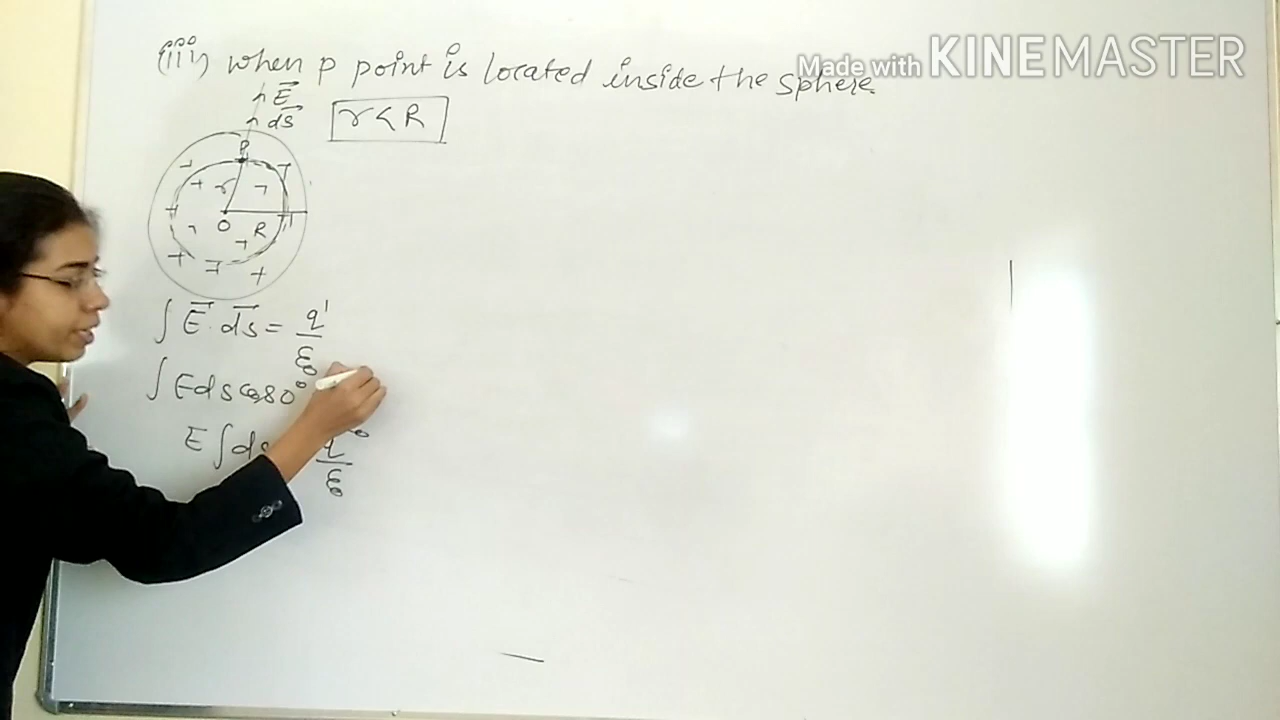 (iii) when P point is located inside the sphere.
Made with KINEMASTER
E⃗
ds⃗
r < R
P
r
O R
∫ E⃗ . ds⃗ = q' / ε₀
∫ E ds cos 0°
E ∫ ds q' / ε₀